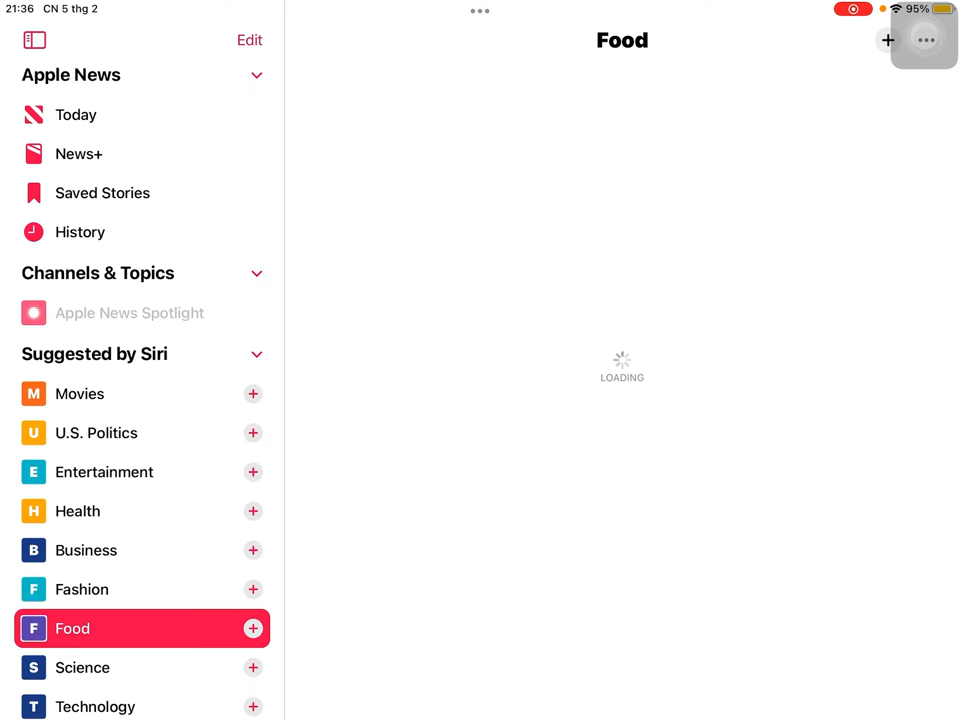 21:36 CN 5 thg 2
95%
Edit
Food
Apple News
Today
News+
Saved Stories
History
Channels & Topics
Apple News Spotlight
Suggested by Siri
M Movies
U U.S. Politics
E Entertainment
H Health
B Business
F Fashion
F Food
S Science
T Technology
LOADING